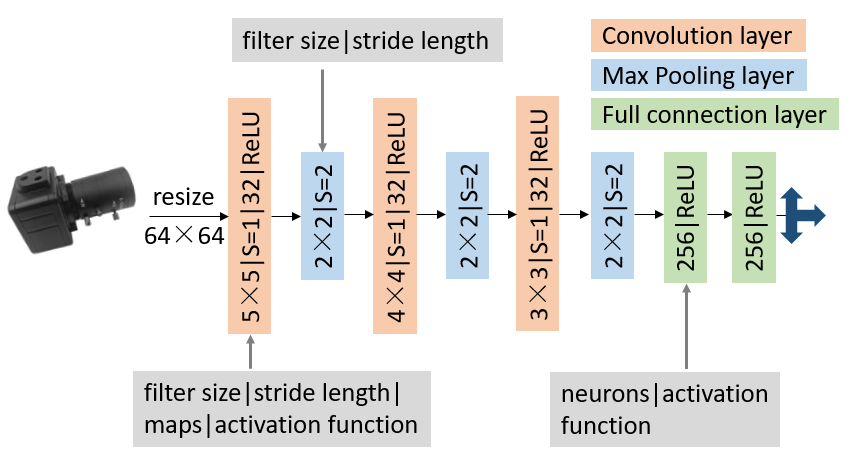 filter size|stride length
Convolution layer
Max Pooling layer
Full connection layer
resize
64×64
5×5|S=1|32|ReLU
2×2|S=2
4×4|S=1|32|ReLU
2×2|S=2
3×3|S=1|32|ReLU
2×2|S=2
256|ReLU
256|ReLU
filter size|stride length|
maps|activation function
neurons|activation
function